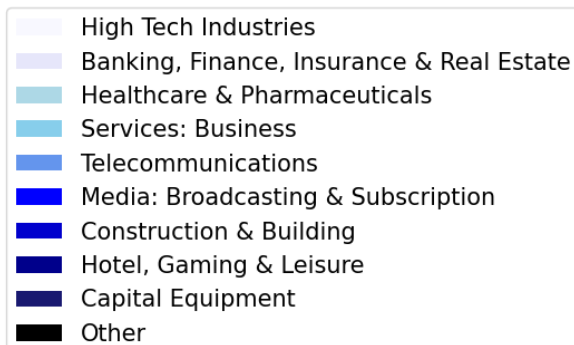 High Tech Industries
Banking, Finance, Insurance & Real Estate
Healthcare & Pharmaceuticals
Services: Business
Telecommunications
Media: Broadcasting & Subscription
Construction & Building
Hotel, Gaming & Leisure
Capital Equipment
Other